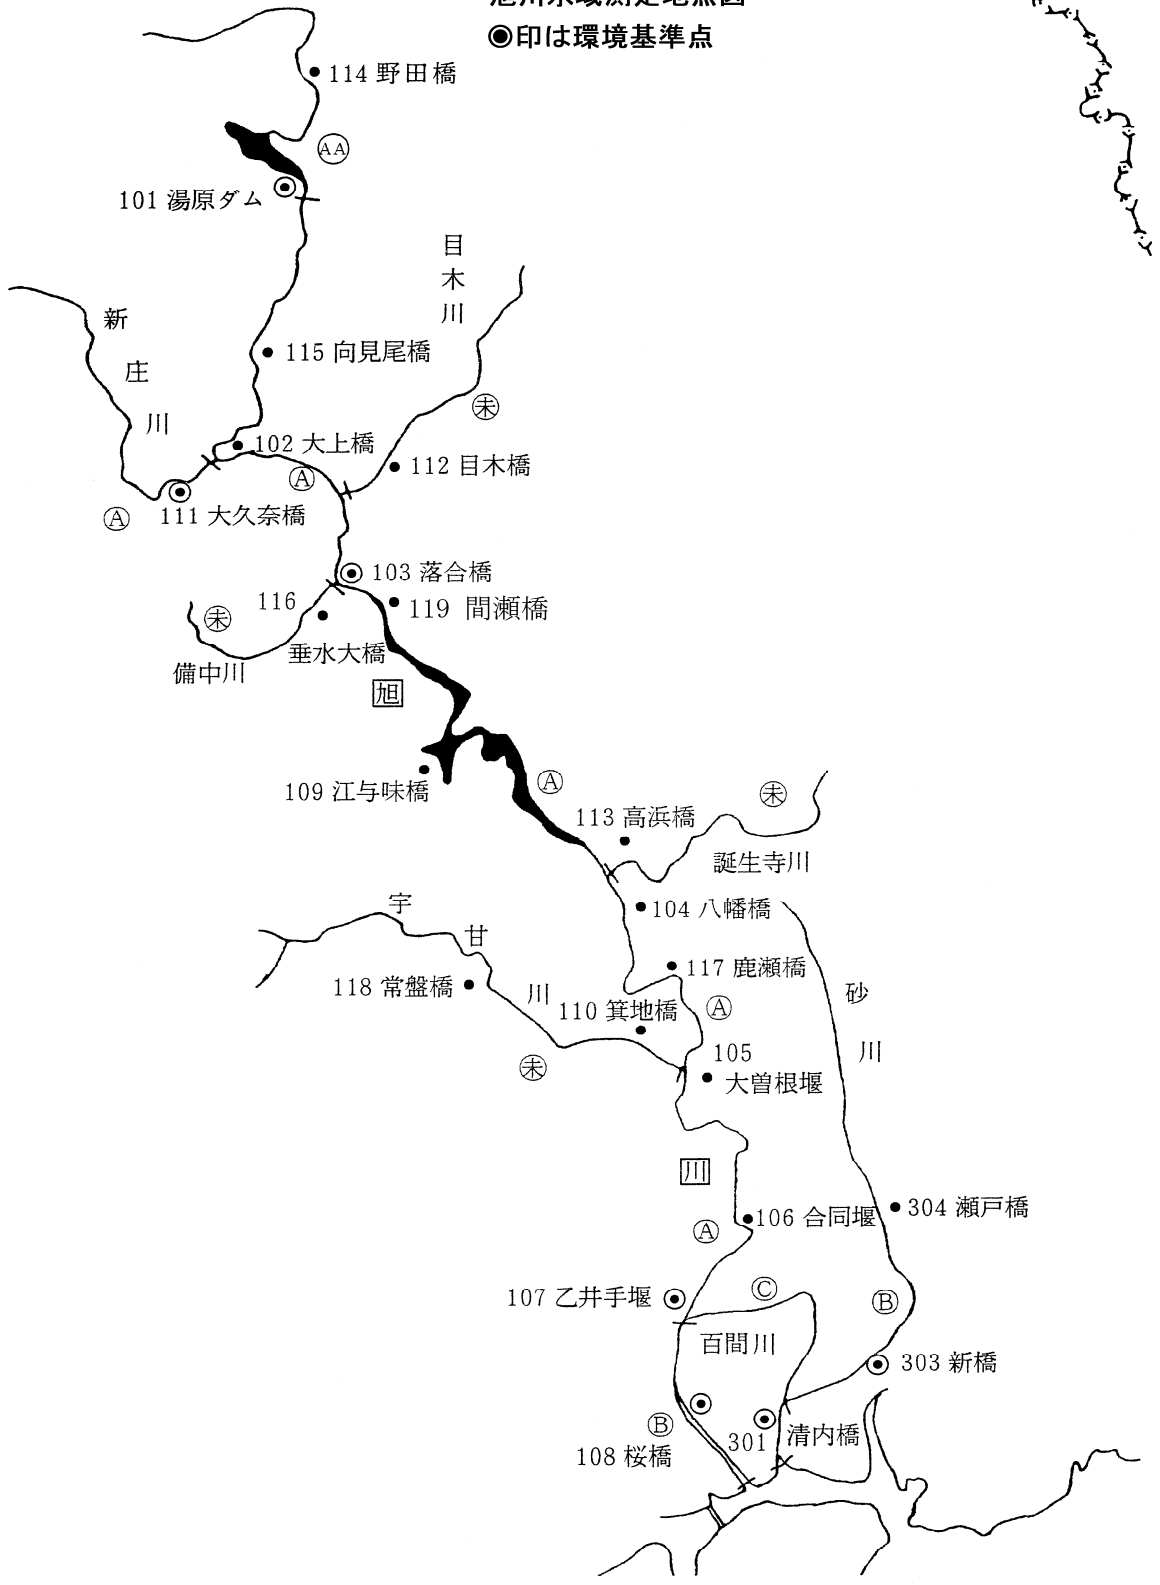 ◉印は環境基準点
114 野田橋
AA
101 湯原ダム
目木川
新庄川
115 向見尾橋
未
102 大上橋
A
112 目木橋
A
111 大久奈橋
103 落合橋
116
垂水大橋
119 間瀬橋
未
備中川
旭
109 江与味橋
A
113 高浜橋
未
誕生寺川
104 八幡橋
宇甘川
117 鹿瀬橋
118 常盤橋
砂川
110 箕地橋
A
未
105
大曽根堰
川
304 瀬戸橋
106 合同堰
A
107 乙井手堰
C
B
百間川
303 新橋
B
301 清内橋
108 桜橋